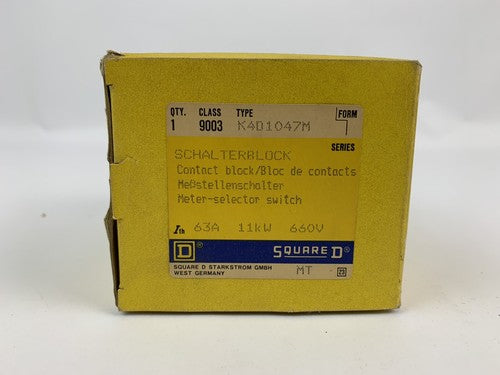 QTY. CLASS TYPE FORM
1 9003 K4D1047M
SERIES
SCHALTERBLOCK
Contact block/Bloc de contacts
Meßstellenschalter
Meter-selector switch
Ith 63A 11kW 660V
D ® SQUARE D ®
SQUARE D STARKSTROM GMBH
WEST GERMANY
MT